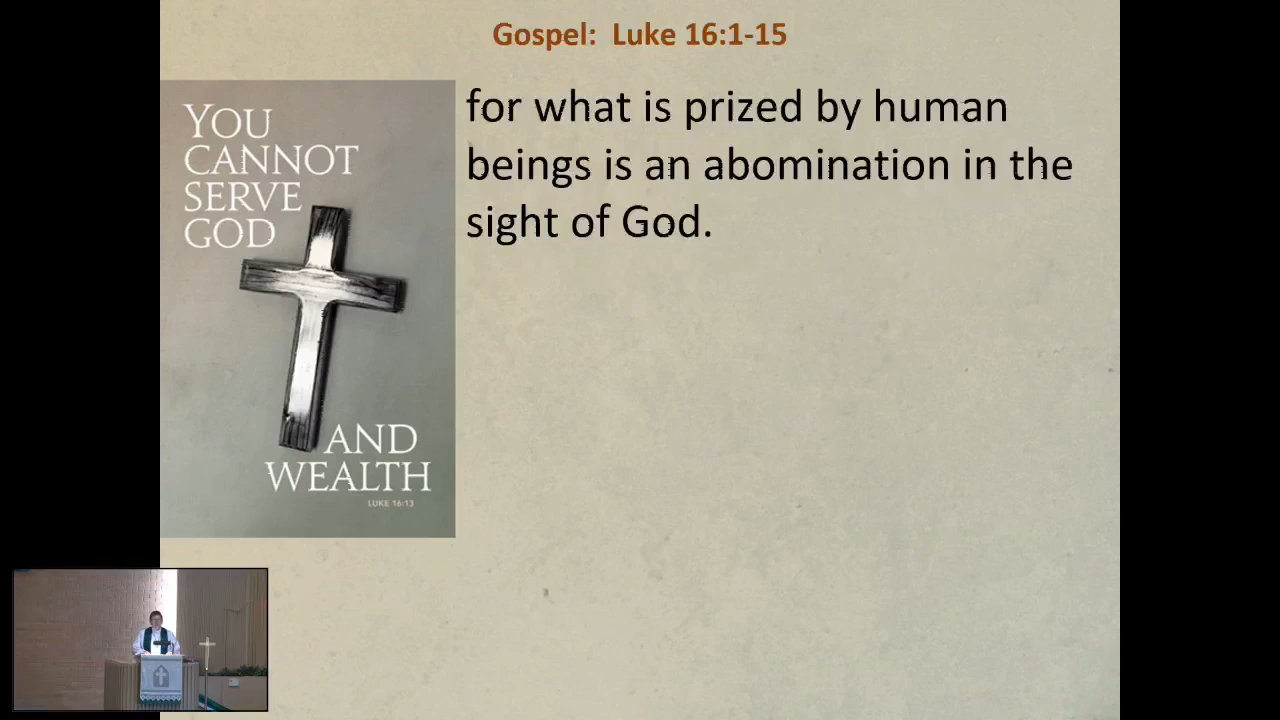 Gospel:  Luke 16:1-15
YOU
CANNOT
SERVE
GOD
AND
WEALTH
LUKE 16:13
for what is prized by human
beings is an abomination in the
sight of God.